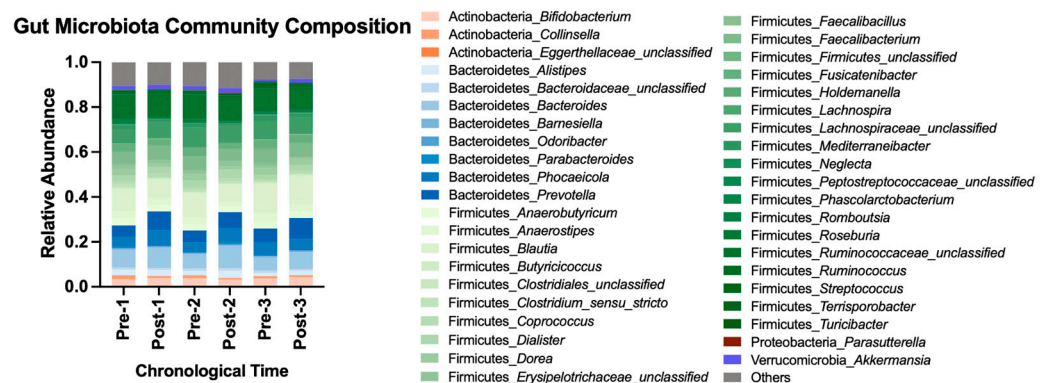 Gut Microbiota Community Composition
Relative Abundance
1.0
0.8
0.6
0.4
0.2
0.0
Pre-1
Post-1
Pre-2
Post-2
Pre-3
Post-3
Chronological Time
Actinobacteria_Bifidobacterium
Actinobacteria_Collinsella
Actinobacteria_Eggerthellaceae_unclassified
Bacteroidetes_Alistipes
Bacteroidetes_Bacteroidaceae_unclassified
Bacteroidetes_Bacteroides
Bacteroidetes_Barnesiella
Bacteroidetes_Odoribacter
Bacteroidetes_Parabacteroides
Bacteroidetes_Phocaeicola
Bacteroidetes_Prevotella
Firmicutes_Anaerobutyricum
Firmicutes_Anaerostipes
Firmicutes_Blautia
Firmicutes_Butyricicoccus
Firmicutes_Clostridiales_unclassified
Firmicutes_Clostridium_sensu_stricto
Firmicutes_Coprococcus
Firmicutes_Dialister
Firmicutes_Dorea
Firmicutes_Erysipelotrichaceae_unclassified
Firmicutes_Faecalibacillus
Firmicutes_Faecalibacterium
Firmicutes_Firmicutes_unclassified
Firmicutes_Fusicatenibacter
Firmicutes_Holdemanella
Firmicutes_Lachnospira
Firmicutes_Lachnospiraceae_unclassified
Firmicutes_Mediterraneibacter
Firmicutes_Neglecta
Firmicutes_Peptostreptococcaceae_unclassified
Firmicutes_Phascolarctobacterium
Firmicutes_Romboutsia
Firmicutes_Roseburia
Firmicutes_Ruminococcaceae_unclassified
Firmicutes_Ruminococcus
Firmicutes_Streptococcus
Firmicutes_Terrisporobacter
Firmicutes_Turicibacter
Proteobacteria_Parasutterella
Verrucomicrobia_Akkermansia
Others